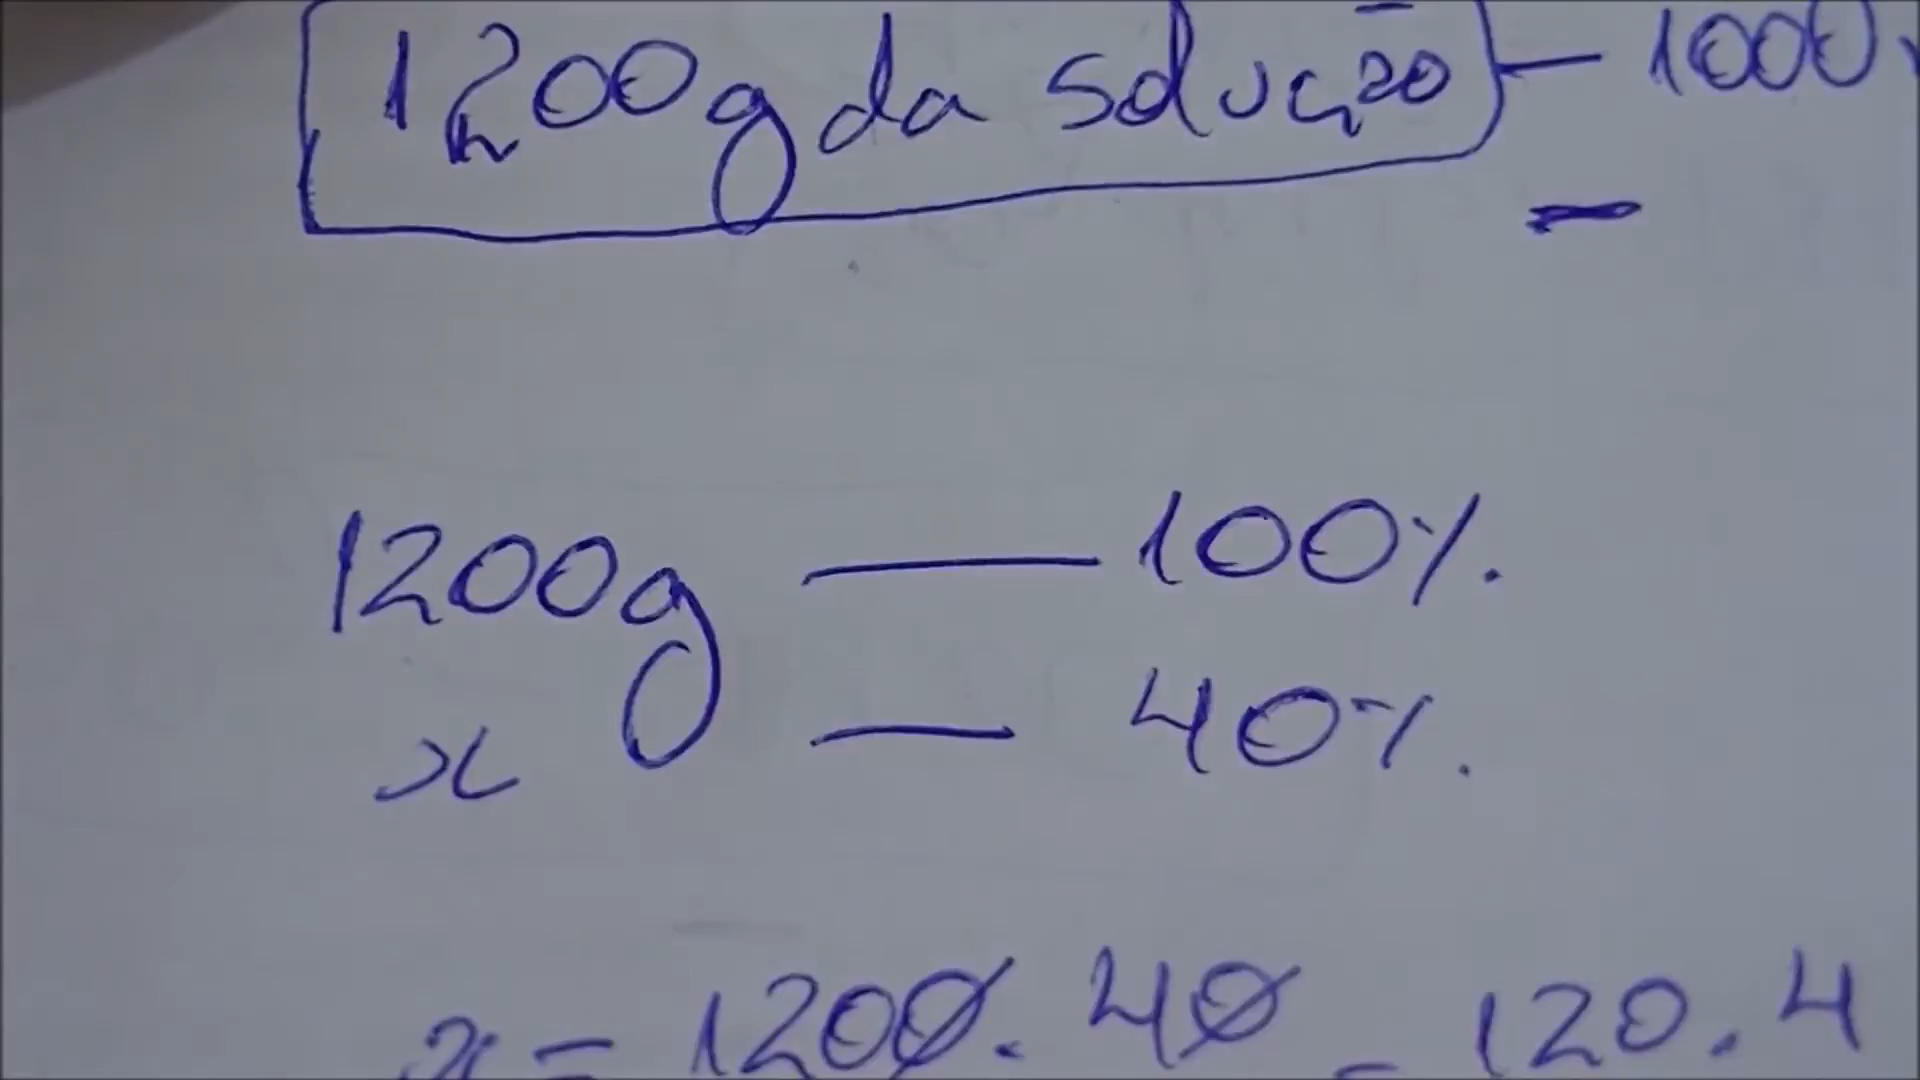 1200g da solução — 1000
1200g — 100%.
x — 40%.
x = 1200. 40 = 120.4